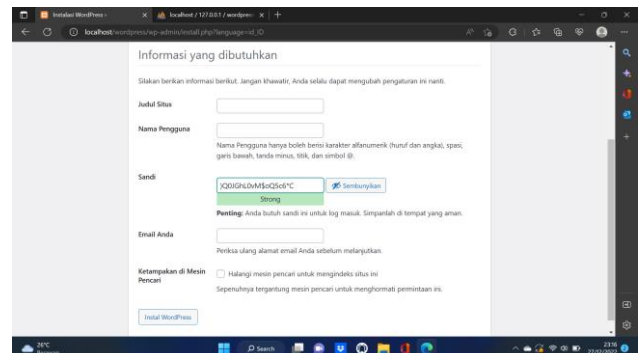 Instalasi WordPress ›
localhost / 127.0.0.1 / wordpres
localhost/wordpress/wp-admin/install.php?language=id_ID
Informasi yang dibutuhkan
Silakan berikan informasi berikut. Jangan khawatir, Anda selalu dapat mengubah pengaturan ini nanti.
Judul Situs
Nama Pengguna
Nama Pengguna hanya boleh berisi karakter alfanumerik (huruf dan angka), spasi,
garis bawah, tanda minus, titik, dan simbol @.
Sandi
Sembunyikan
Strong
Penting: Anda butuh sandi ini untuk log masuk. Simpanlah di tempat yang aman.
Email Anda
Periksa ulang alamat email Anda sebelum melanjutkan.
Ketampakan di Mesin
Pencari
Halangi mesin pencari untuk mengindeks situs ini
Sepenuhnya tergantung mesin pencari untuk menghormati permintaan ini.
Instal WordPress
26°C
Search
23:16